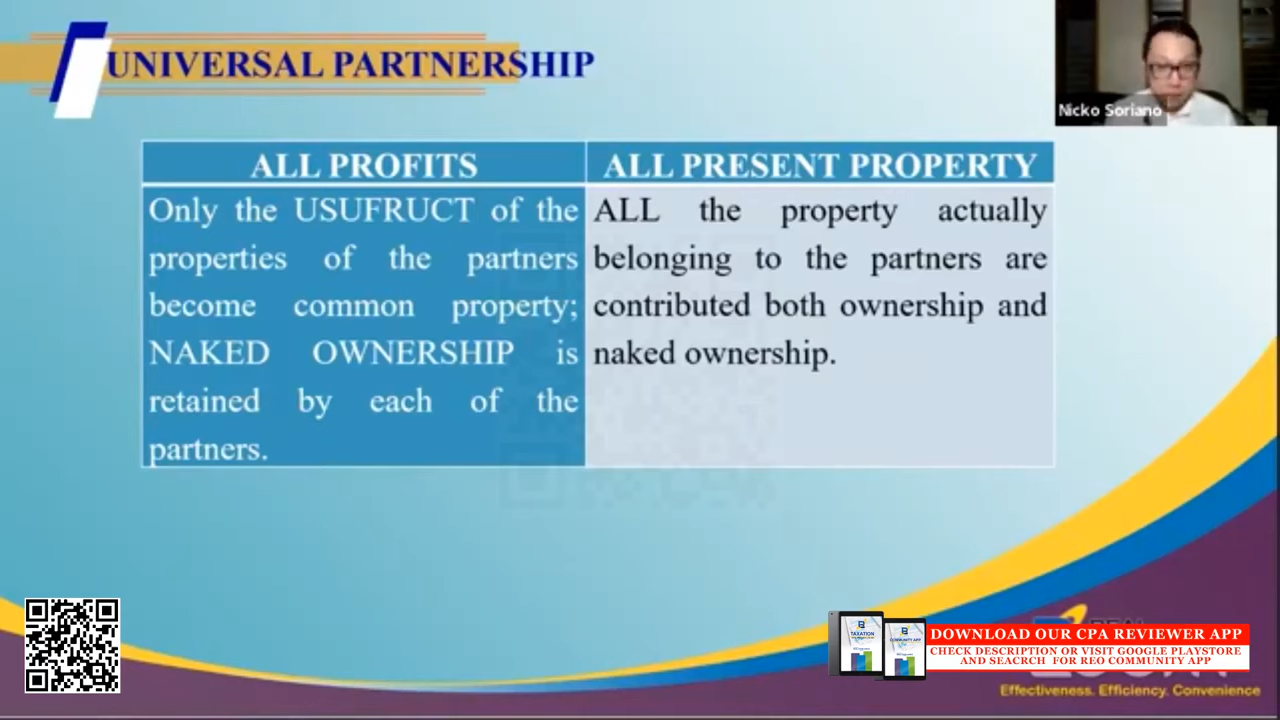 UNIVERSAL PARTNERSHIP
Nicko Soriano
ALL PROFITS
Only the USUFRUCT of the
properties of the partners
become common property;
NAKED OWNERSHIP is
retained by each of the
partners.
ALL PRESENT PROPERTY
ALL the property actually
belonging to the partners are
contributed both ownership and
naked ownership.
TAXATION
COMMUNITY APP
DOWNLOAD OUR CPA REVIEWER APP
CHECK DESCRIPTION OR VISIT GOOGLE PLAYSTORE
AND SEACRCH FOR REO COMMUNITY APP
Effectiveness. Efficiency. Convenience